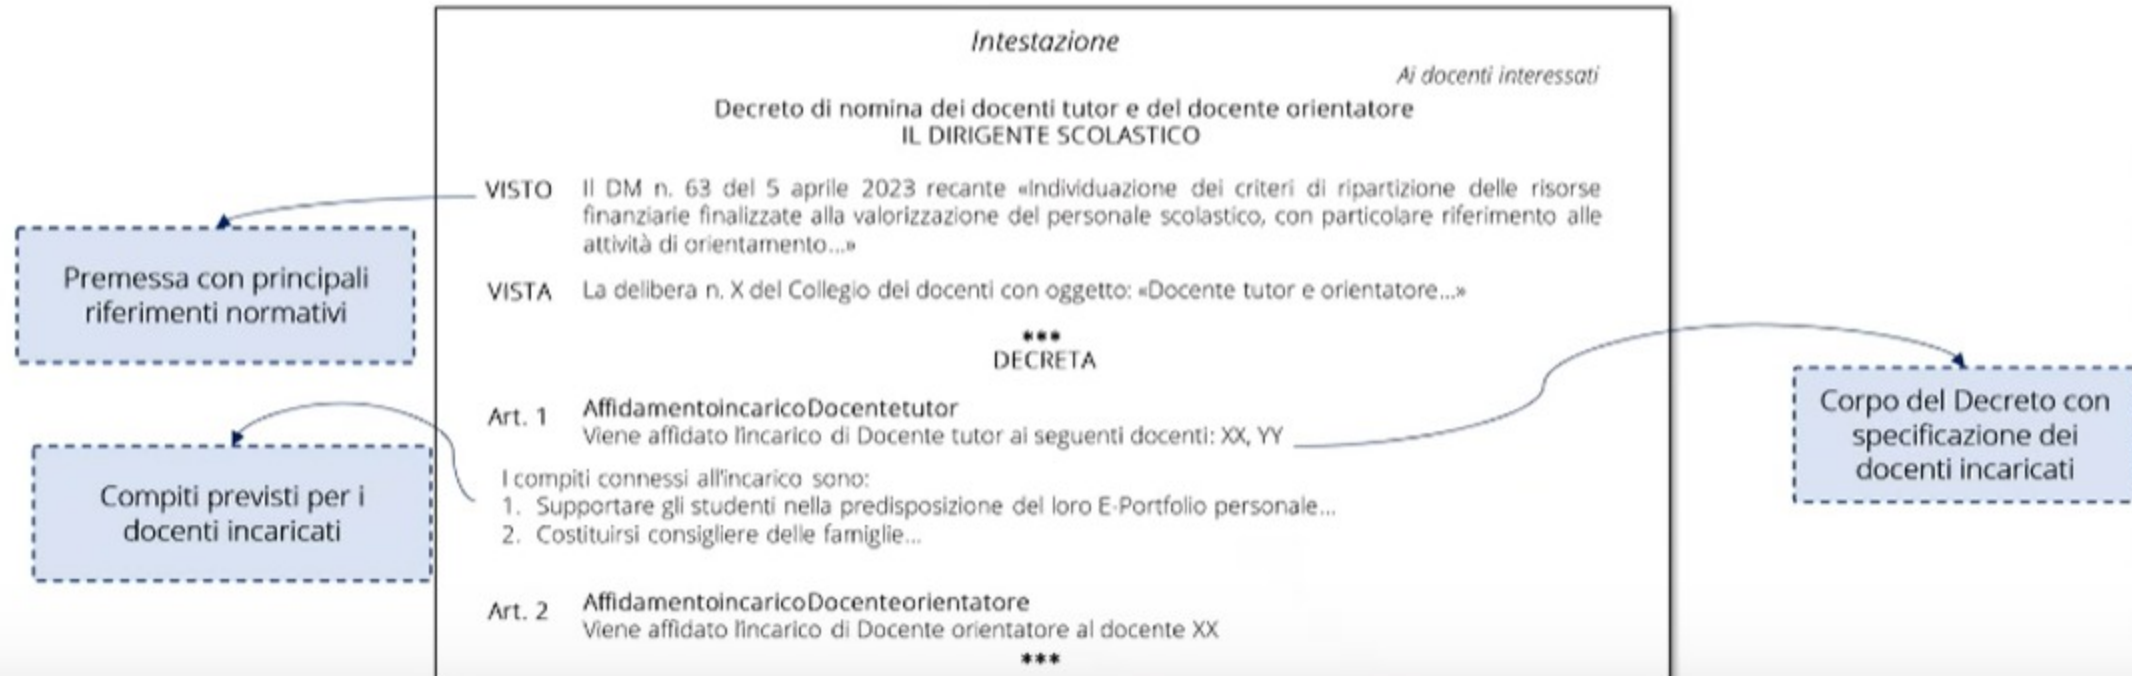 Intestazione
Ai docenti interessati
Decreto di nomina dei docenti tutor e del docente orientatore
IL DIRIGENTE SCOLASTICO
VISTO Il DM n. 63 del 5 aprile 2023 recante «Individuazione dei criteri di ripartizione delle risorse
finanziarie finalizzate alla valorizzazione del personale scolastico, con particolare riferimento alle
attività di orientamento...»
Premessa con principali
riferimenti normativi
VISTA La delibera n. X del Collegio dei docenti con oggetto: «Docente tutor e orientatore...»
***
DECRETA
Art. 1 AffidamentoincaricoDocentetutor
Viene affidato l'incarico di Docente tutor ai seguenti docenti: XX, YY
Corpo del Decreto con
specificazione dei
docenti incaricati
I compiti connessi all'incarico sono:
1. Supportare gli studenti nella predisposizione del loro E-Portfolio personale...
2. Costituirsi consigliere delle famiglie...
Compiti previsti per i
docenti incaricati
Art. 2 AffidamentoincaricoDocenteorientatore
Viene affidato l'incarico di Docente orientatore al docente XX
***